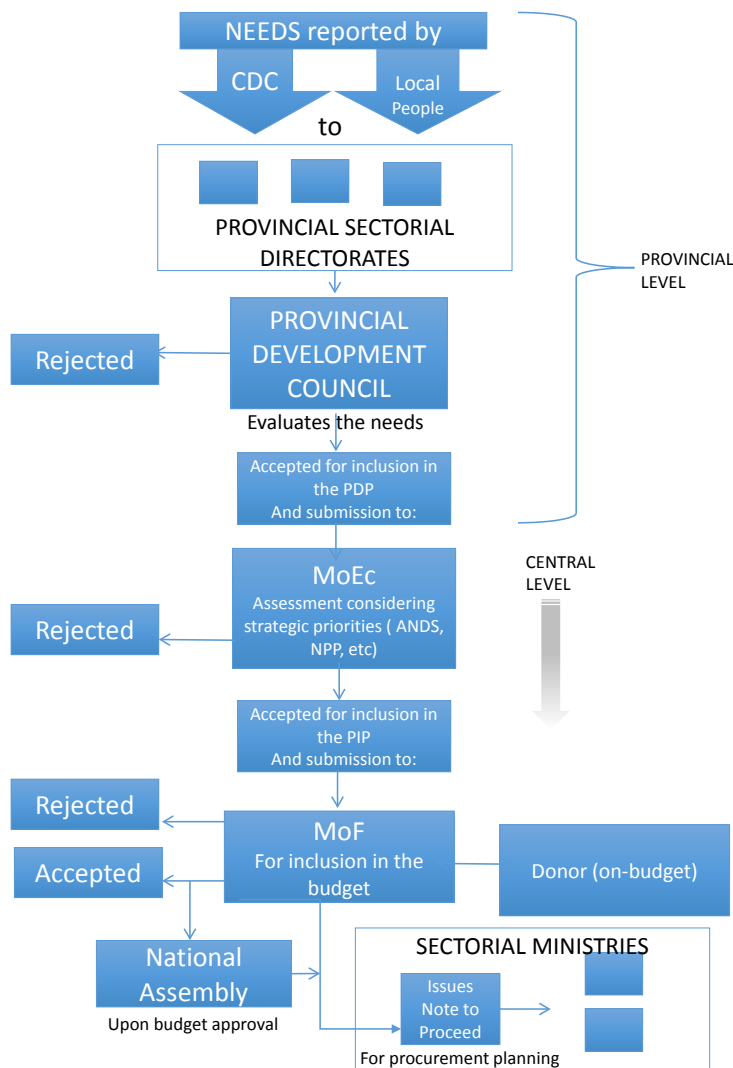 NEEDS reported by
CDC
Local
People
to
PROVINCIAL SECTORIAL
DIRECTORATES
PROVINCIAL
LEVEL
PROVINCIAL
DEVELOPMENT
COUNCIL
Rejected
Evaluates the needs
Accepted for inclusion in
the PDP
And submission to:
CENTRAL
LEVEL
MoEc
Assessment considering
strategic priorities ( ANDS,
NPP, etc)
Rejected
Accepted for inclusion in
the PIP
And submission to:
Rejected
MoF
For inclusion in the
budget
Accepted
Donor (on-budget)
National
Assembly
Upon budget approval
SECTORIAL MINISTRIES
Issues
Note to
Proceed
For procurement planning